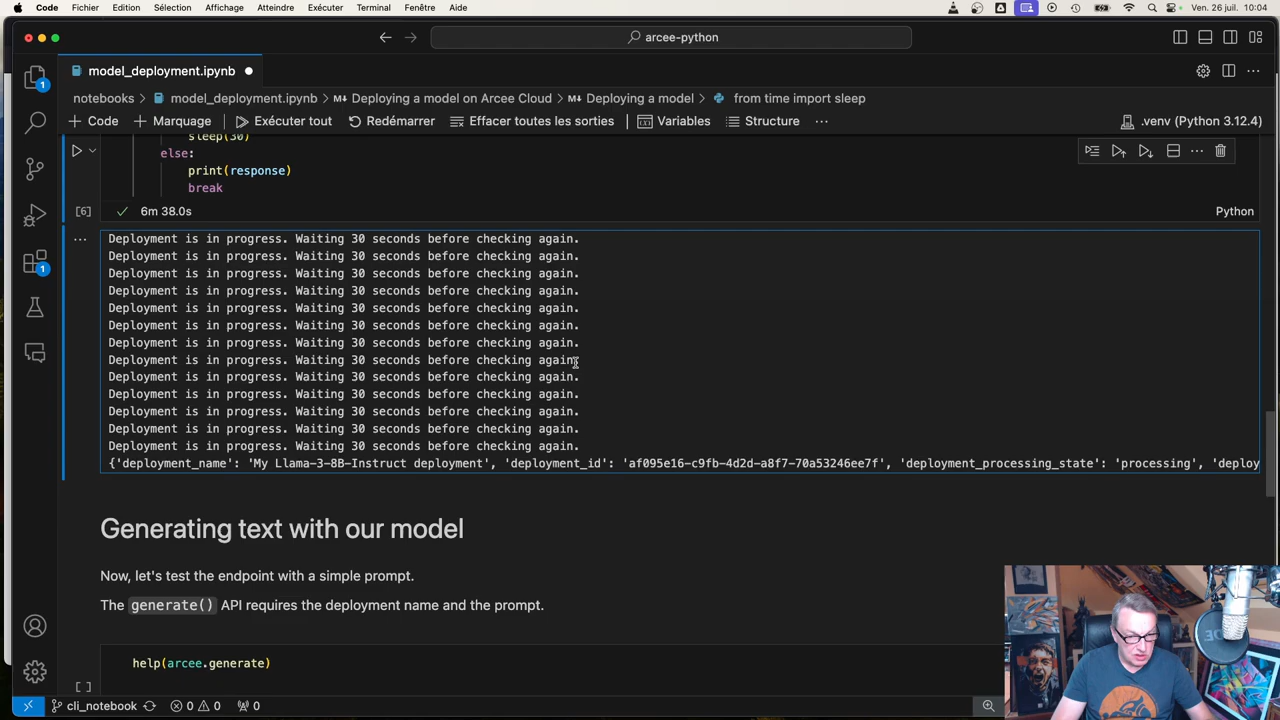 Code Fichier Edition Sélection Affichage Atteindre Exécuter Terminal Fenêtre Aide Ven. 26 juil. 10:04
arcee-python
model_deployment.ipynb
notebooks > model_deployment.ipynb > Deploying a model on Arcee Cloud > Deploying a model > from time import sleep
+ Code + Marquage Exécuter tout Redémarrer Effacer toutes les sorties Variables Structure ... .venv (Python 3.12.4)
1
sleep(30)
else:
print(response)
break
[6] 6m 38.0s Python
1
Deployment is in progress. Waiting 30 seconds before checking again.
Deployment is in progress. Waiting 30 seconds before checking again.
Deployment is in progress. Waiting 30 seconds before checking again.
Deployment is in progress. Waiting 30 seconds before checking again.
Deployment is in progress. Waiting 30 seconds before checking again.
Deployment is in progress. Waiting 30 seconds before checking again.
Deployment is in progress. Waiting 30 seconds before checking again.
Deployment is in progress. Waiting 30 seconds before checking again.
Deployment is in progress. Waiting 30 seconds before checking again.
Deployment is in progress. Waiting 30 seconds before checking again.
Deployment is in progress. Waiting 30 seconds before checking again.
Deployment is in progress. Waiting 30 seconds before checking again.
Deployment is in progress. Waiting 30 seconds before checking again.
{'deployment_name': 'My Llama-3-8B-Instruct deployment', 'deployment_id': 'af095e16-c9fb-4d2d-a8f7-70a53246ee7f', 'deployment_processing_state': 'processing', 'deploy
Generating text with our model
Now, let's test the endpoint with a simple prompt.
The generate() API requires the deployment name and the prompt.
help(arcee.generate)
[ ]
cli_notebook 0 0 0